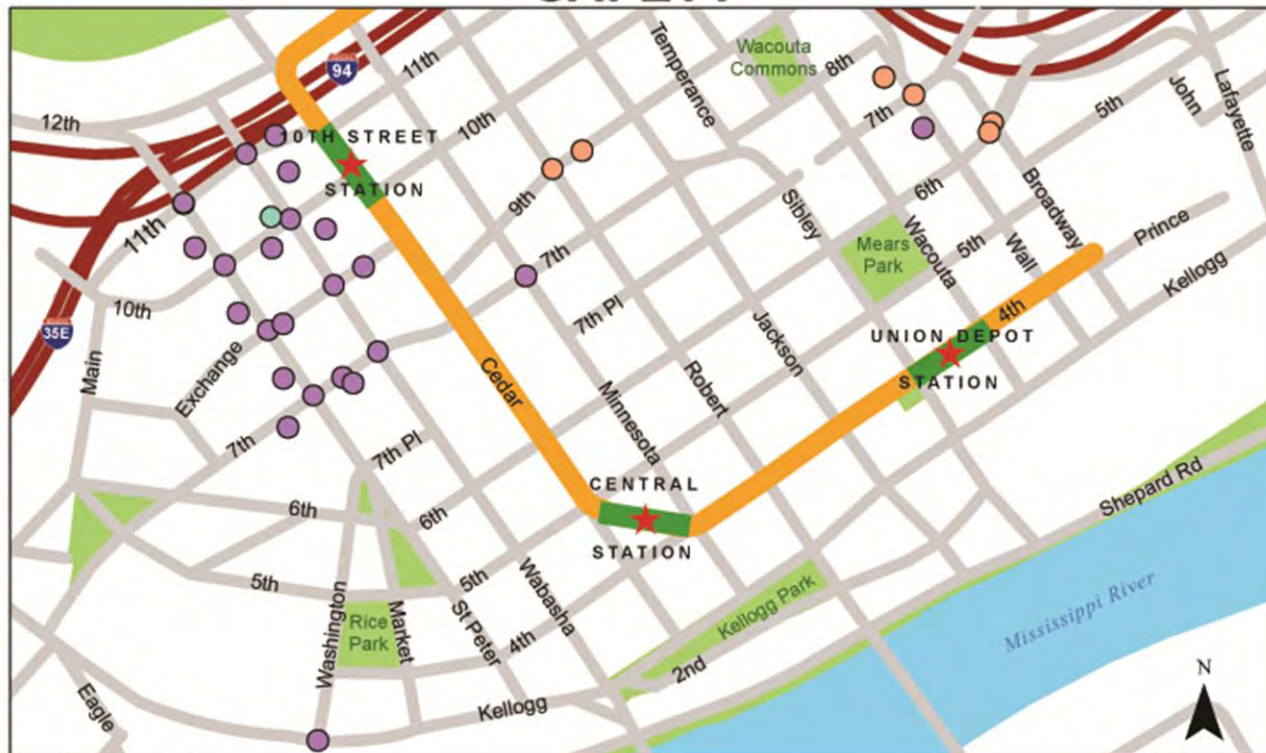 94
11th
Temperance
Wacouta
Commons
8th
12th
10th
7th
5th
John
Lafayette
10TH STREET
STATION
9th
6th
Broadway
11th
Sibley
Mears
Park
Wacouta
5th
Wall
Prince
Kellogg
7th
10th
7th Pl
4th
35E
Jackson
UNION DEPOT
STATION
Main
Exchange
Cedar
Robert
Minnesota
7th
7th Pl
CENTRAL
STATION
6th
6th
Shepard Rd
5th
5th
Wabasha
Washington
Rice
Park
Market
St Peter
4th
Kellogg Park
Mississippi River
2nd
Eagle
Kellogg
N